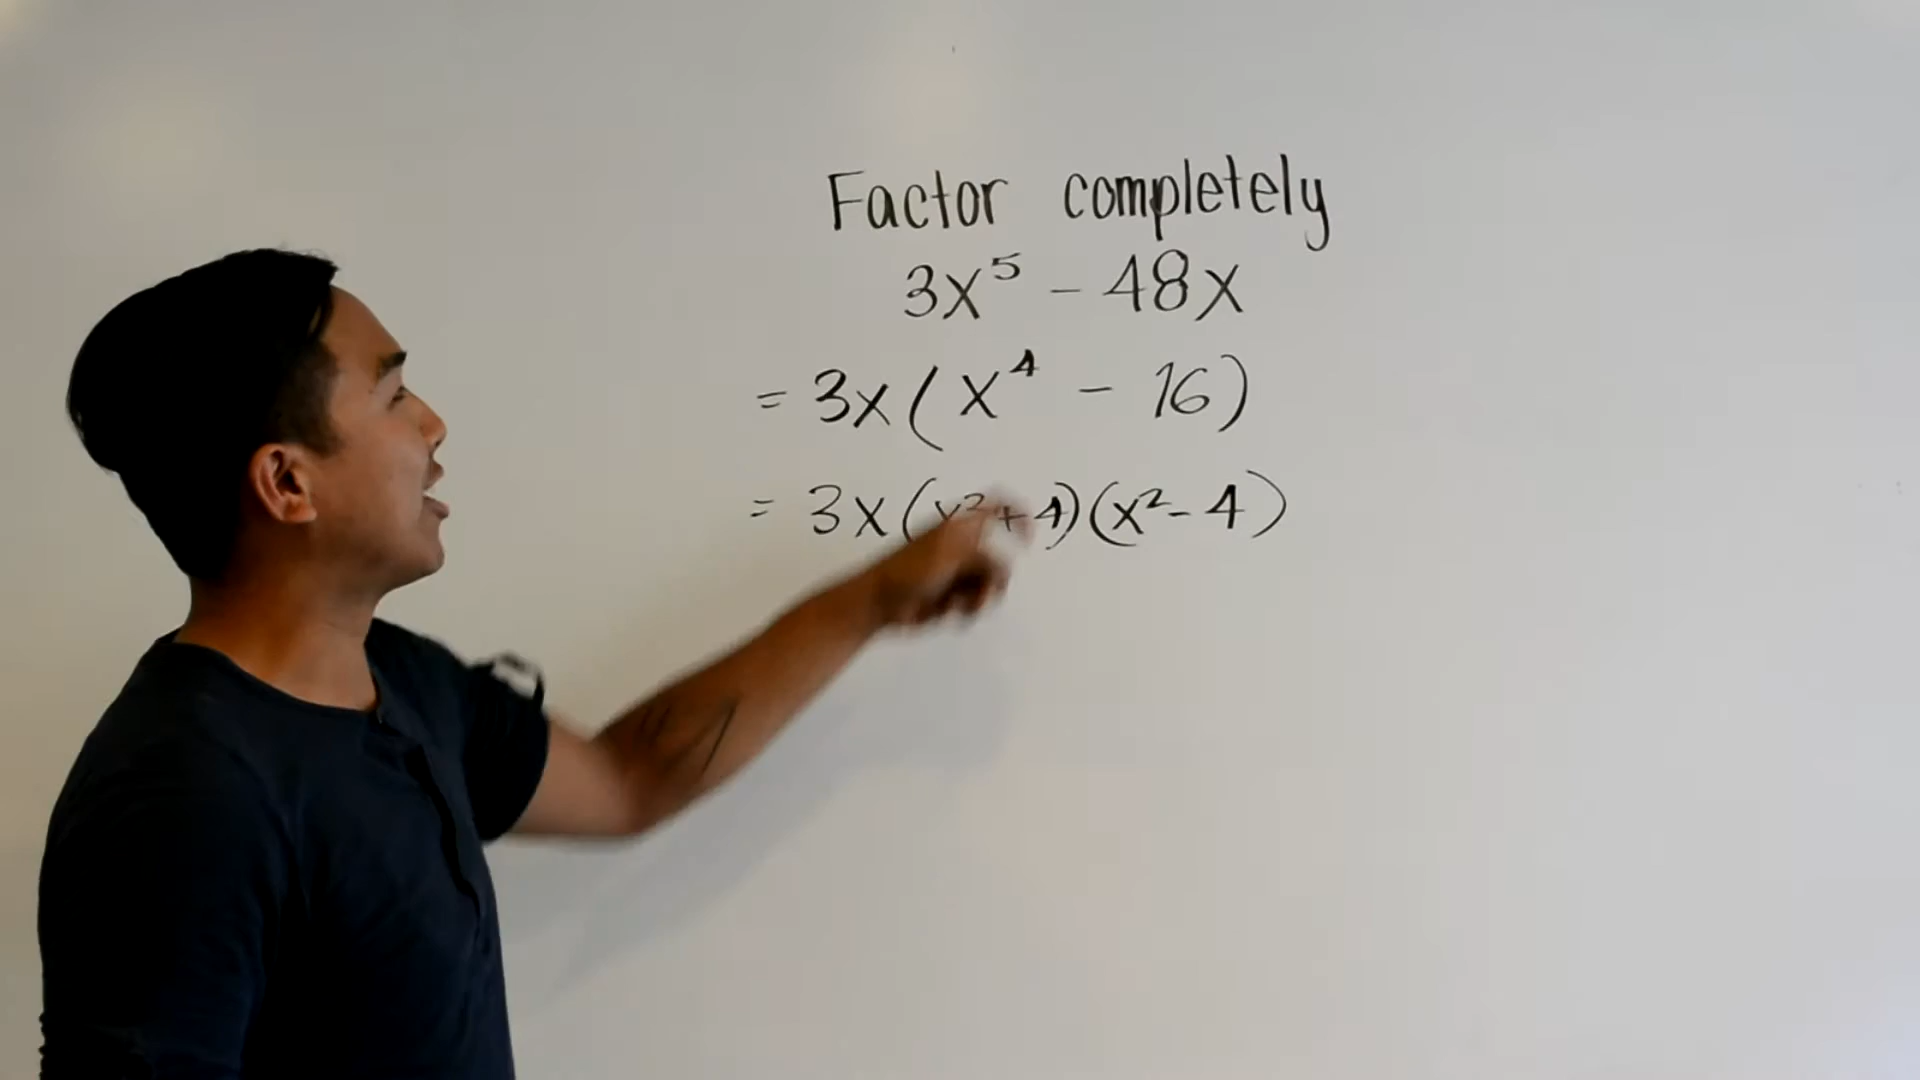 Factor completely
3x⁵ - 48x
= 3x(x⁴ - 16)
= 3x(x²+4)(x²-4)